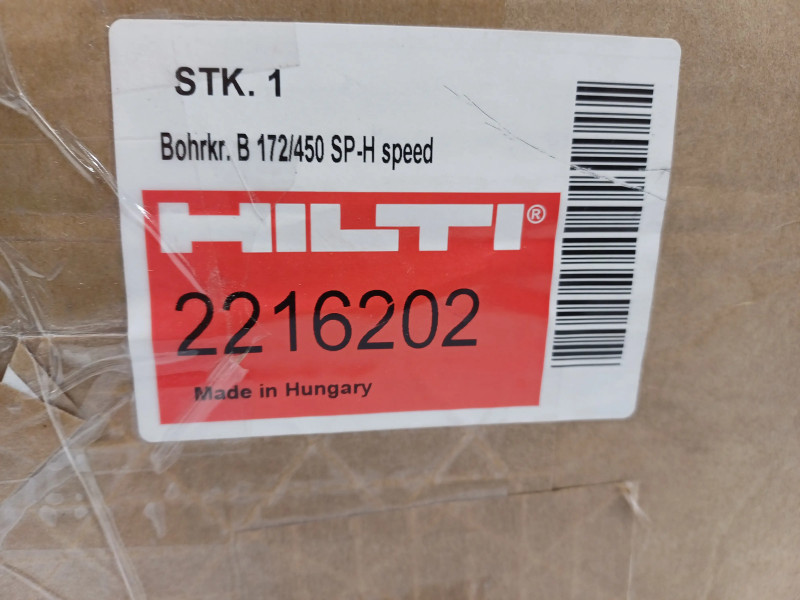 STK. 1
Bohrkr. B 172/450 SP-H speed
HILTI®
2216202
Made in Hungary